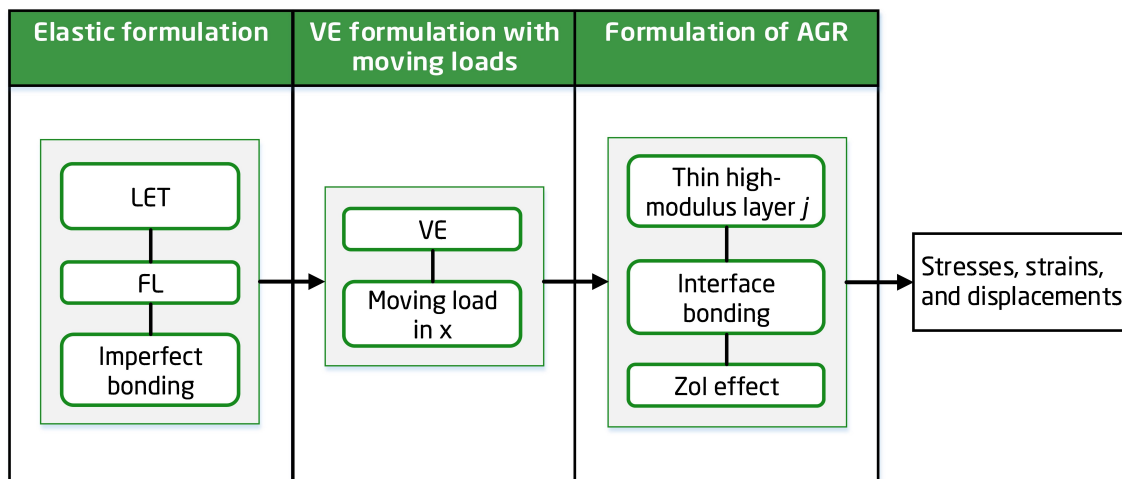 Elastic formulation
VE formulation with
moving loads
Formulation of AGR
LET
FL
Imperfect
bonding
VE
Moving load
in x
Thin high-
modulus layer j
Interface
bonding
ZoI effect
Stresses, strains,
and displacements